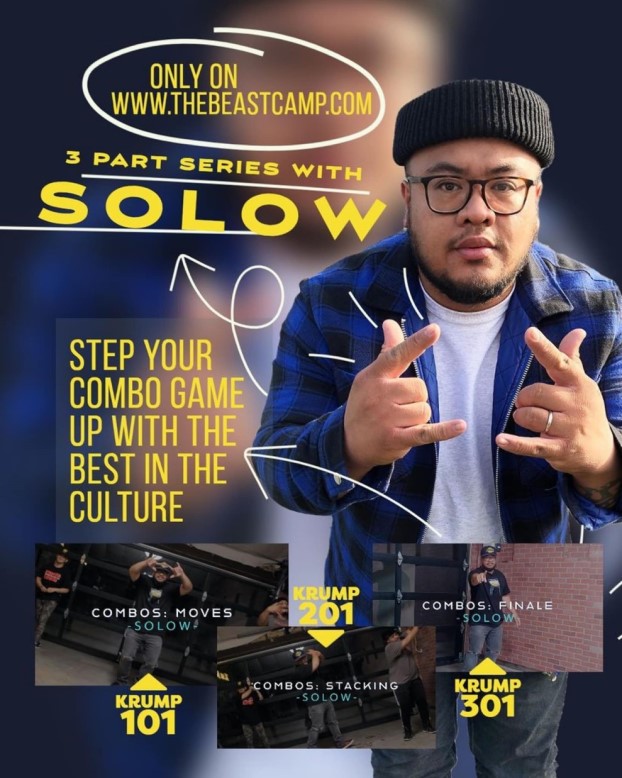 ONLY ON
WWW.THEBEASTCAMP.COM
3 PART SERIES WITH
SOLOW
STEP YOUR
COMBO GAME
UP WITH THE
BEST IN THE
CULTURE
COMBOS: MOVES
-SOLOW-
KRUMP
101
KRUMP
201
COMBOS: STACKING
-SOLOW-
COMBOS: FINALE
-SOLOW-
KRUMP
301